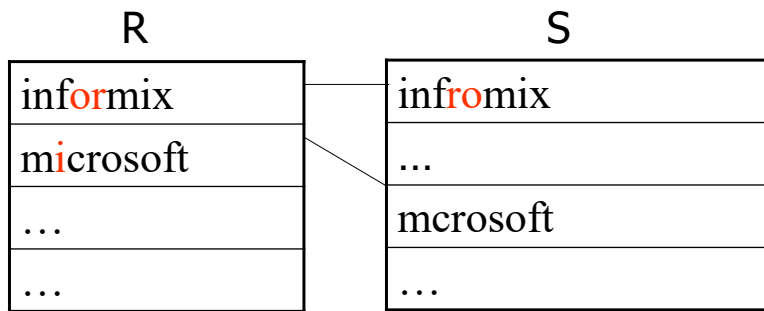 R S
informix infromix
microsoft ...
... mcrosoft
... ...